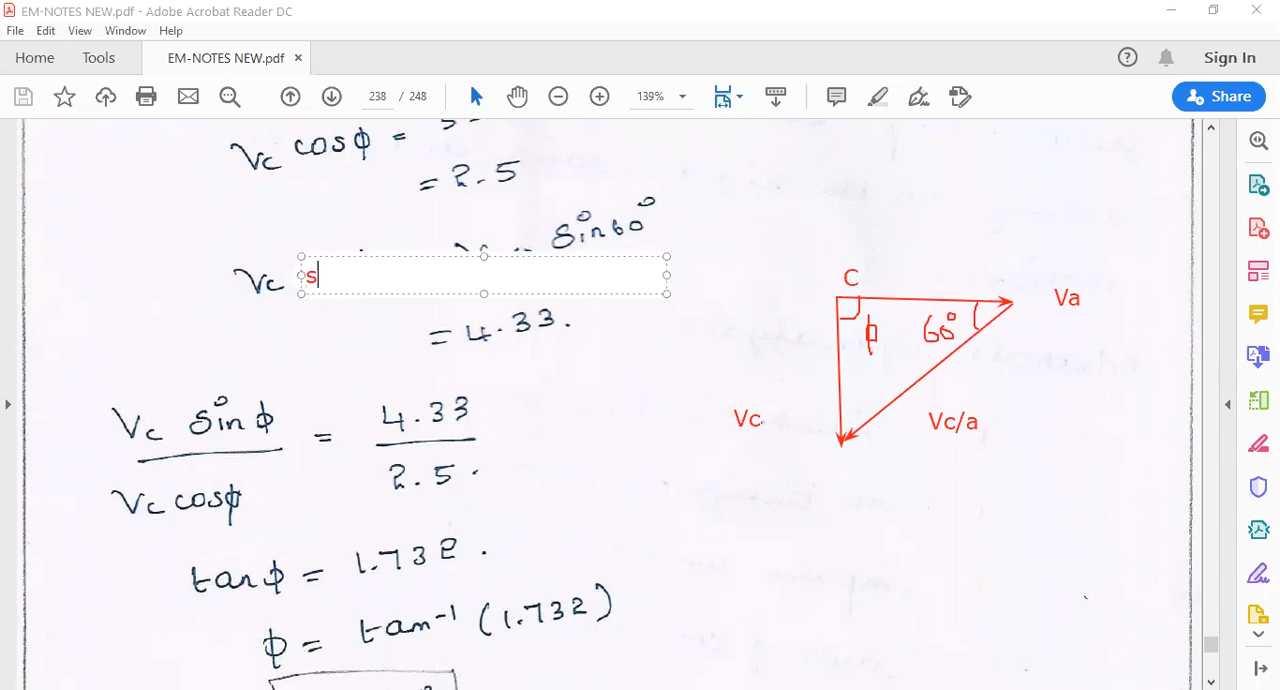 EM-NOTES NEW.pdf - Adobe Acrobat Reader DC
File Edit View Window Help
Home Tools EM-NOTES NEW.pdf ×
238 / 248 139% Share
Sign In
Vc cosϕ =
= 2.5
sin60°
Vc s
= 4.33.
Vc sinϕ = 4.33
Vc cosϕ 2.5.
tanϕ = 1.732.
ϕ = tan⁻¹ (1.732)
C
Va
ϕ 60°
Vc
Vc/a